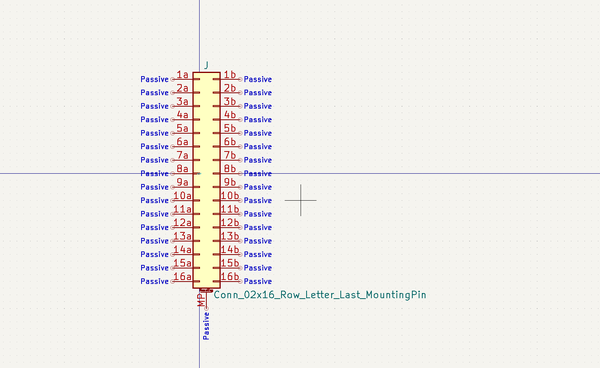 J
Passive 1a 1b Passive
Passive 2a 2b Passive
Passive 3a 3b Passive
Passive 4a 4b Passive
Passive 5a 5b Passive
Passive 6a 6b Passive
Passive 7a 7b Passive
Passive 8a 8b Passive
Passive 9a 9b Passive
Passive 10a 10b Passive
Passive 11a 11b Passive
Passive 12a 12b Passive
Passive 13a 13b Passive
Passive 14a 14b Passive
Passive 15a 15b Passive
Passive 16a 16b Passive
MP Conn_02x16_Row_Letter_Last_MountingPin
Passive